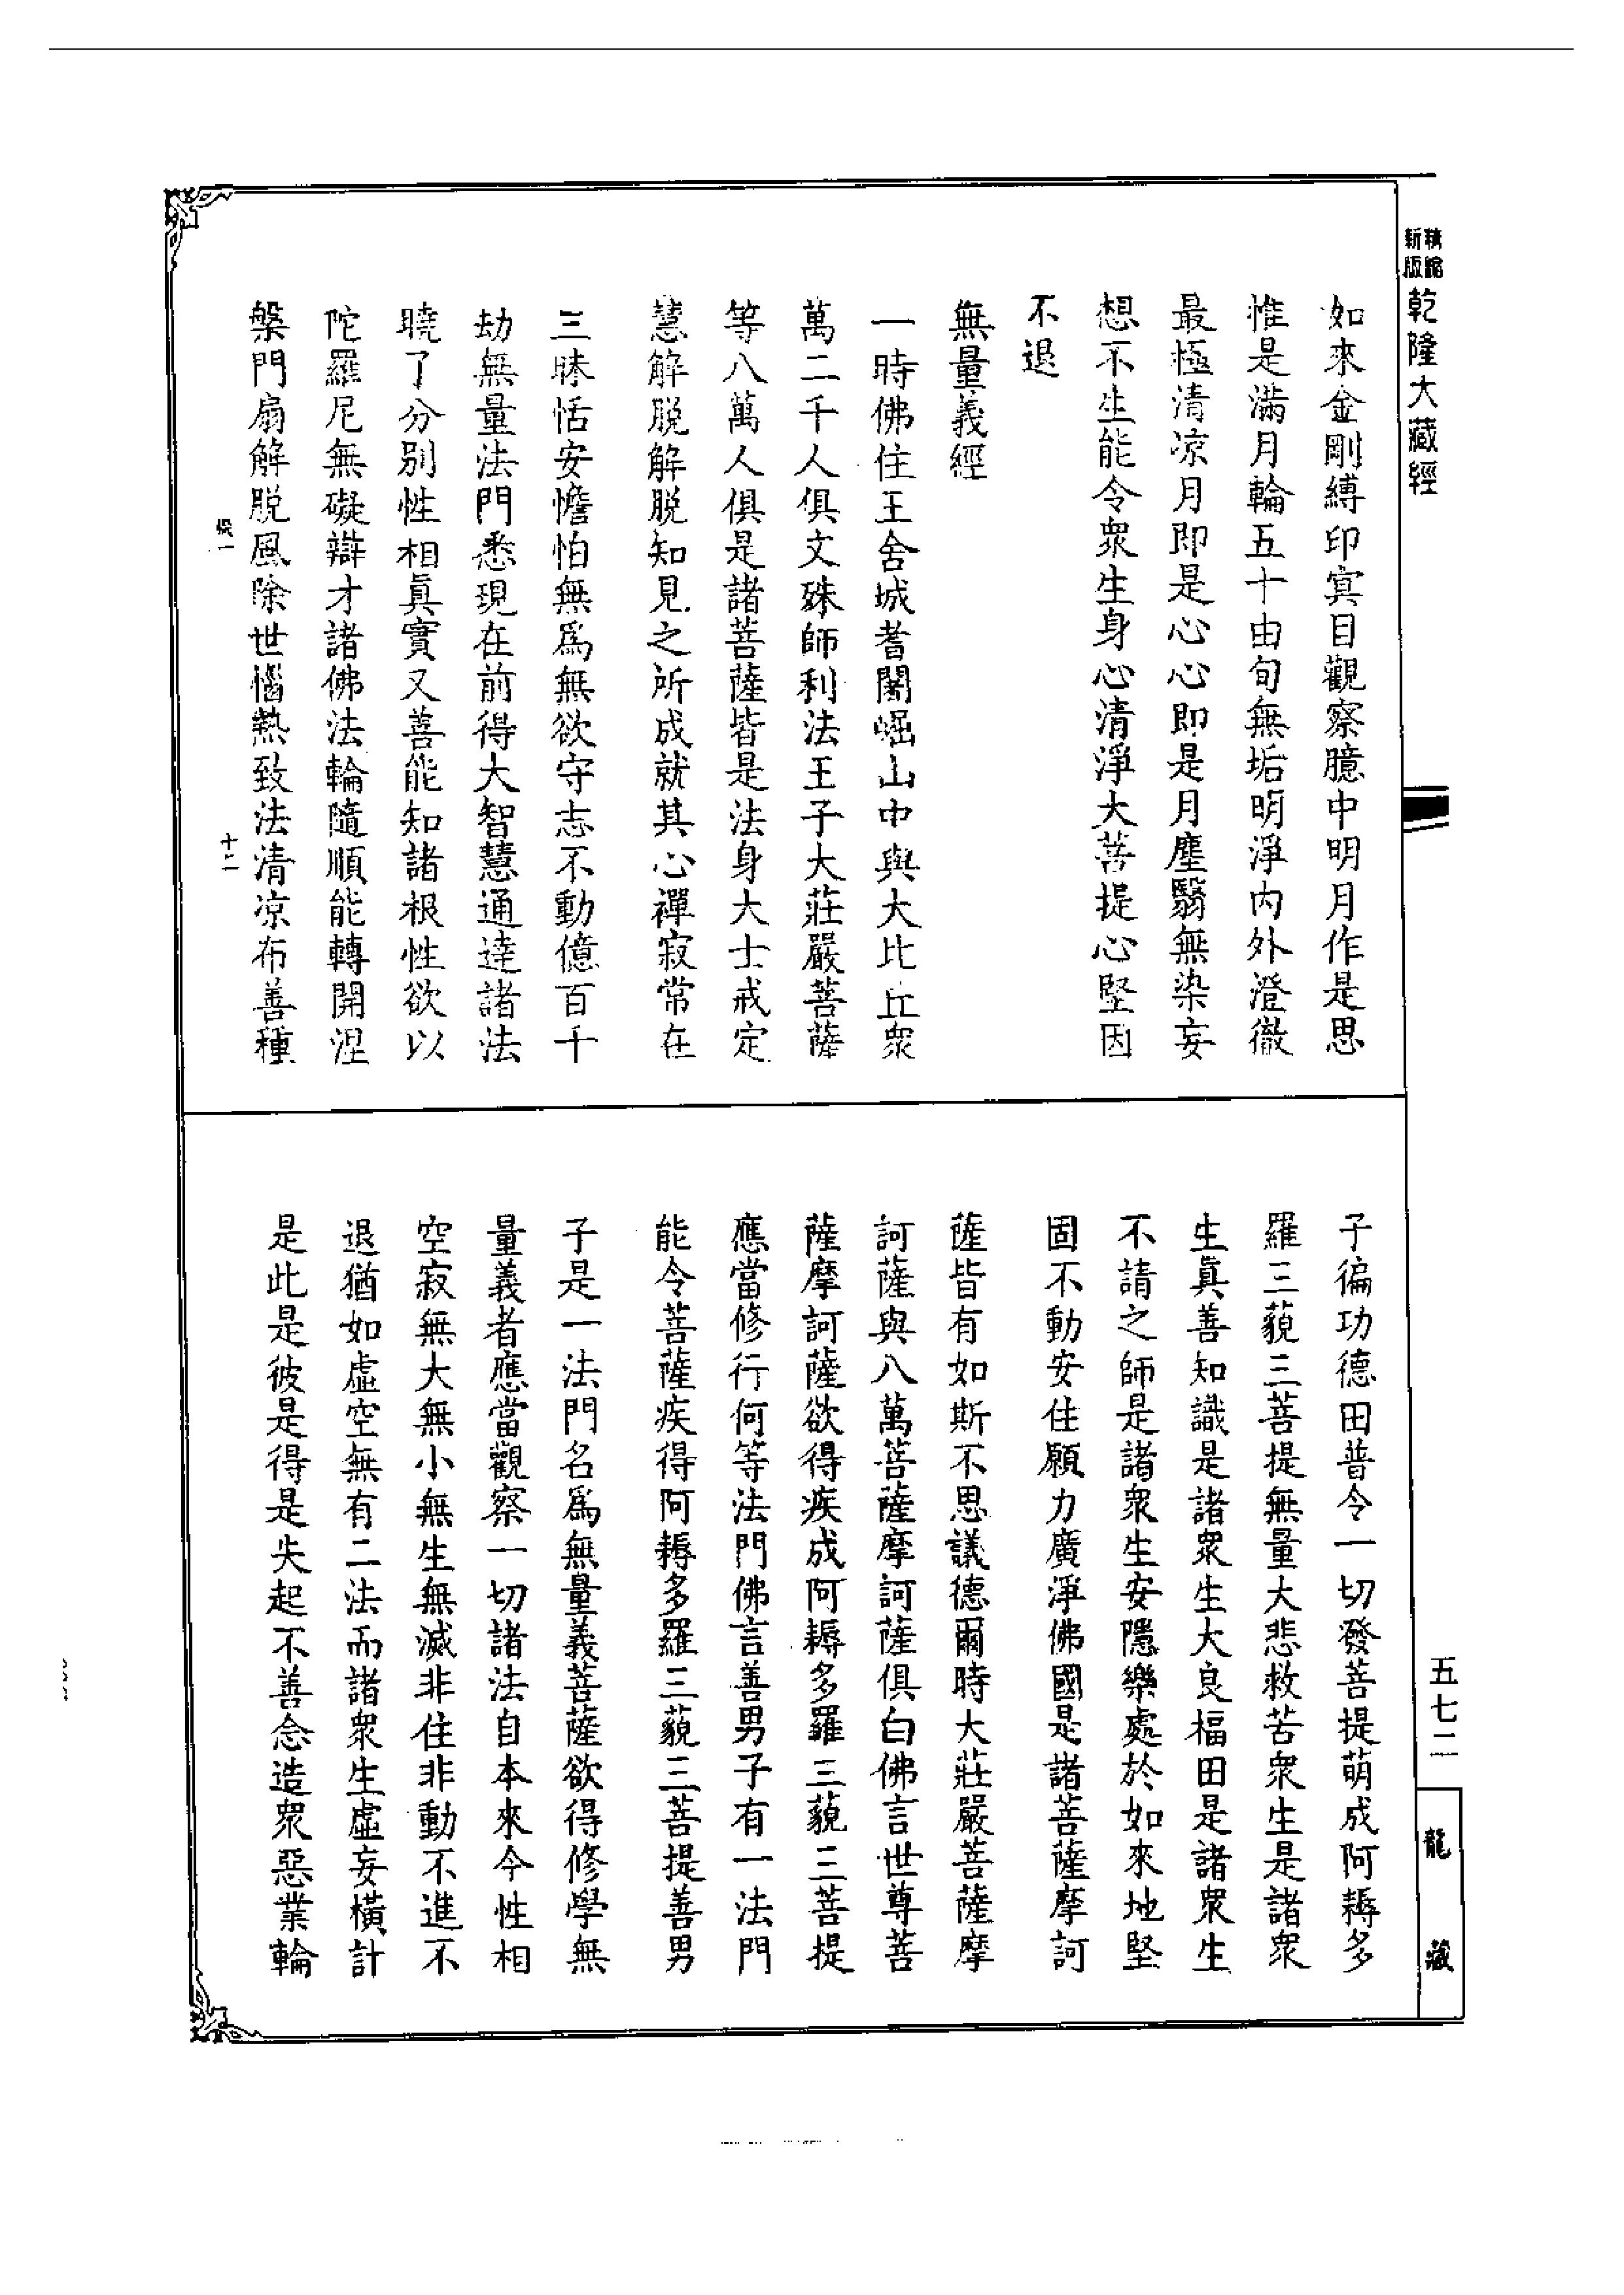 精縮新版
乾隆大藏經
如來金剛縛印寘目觀察臆中明月作是思
惟是滿月輪五十由旬無垢明淨内外澄徹
最極清凉月即是心心即是月塵翳無染妄
想不生能令衆生身心清淨大菩提心堅固
不退
無量義經
一時佛住王舍城耆闍崛山中與大比丘衆
萬二千人俱文殊師利法王子大莊嚴菩薩
等八萬人俱是諸菩薩皆是法身大士戒定
慧解脱解脱知見之所成就其心禪寂常在
三昧恬安憺怕無爲無欲守志不動億百千
劫無量法門悉現在前得大智慧通達諸法
曉了分別性相眞實又善能知諸根性欲以
陀羅尼無礙辯才諸佛法輪隨順能轉開涅
槃門扇解脱風除世惱熱致法清凉布善種
十二
子徧功德田普令一切發菩提萌成阿耨多
羅三藐三菩提無量大悲救苦衆生是諸衆
生眞善知識是諸衆生大良福田是諸衆生
不請之師是諸衆生安隱樂處於如來地堅
固不動安住願力廣淨佛國是諸菩薩摩訶
薩皆有如斯不思議德爾時大莊嚴菩薩摩
訶薩與八萬菩薩摩訶薩俱白佛言世尊菩
薩摩訶薩欲得疾成阿耨多羅三藐三菩提
應當修行何等法門佛言善男子有一法門
能令菩薩疾得阿耨多羅三藐三菩提善男
子是一法門名爲無量義菩薩欲得修學無
量義者應當觀察一切諸法自本來今性相
空寂無大無小無生無滅非住非動不進不
退猶如虛空無有二法而諸衆生虛妄橫計
是此是彼是得是失起不善念造衆惡業輪
五七二
龍藏